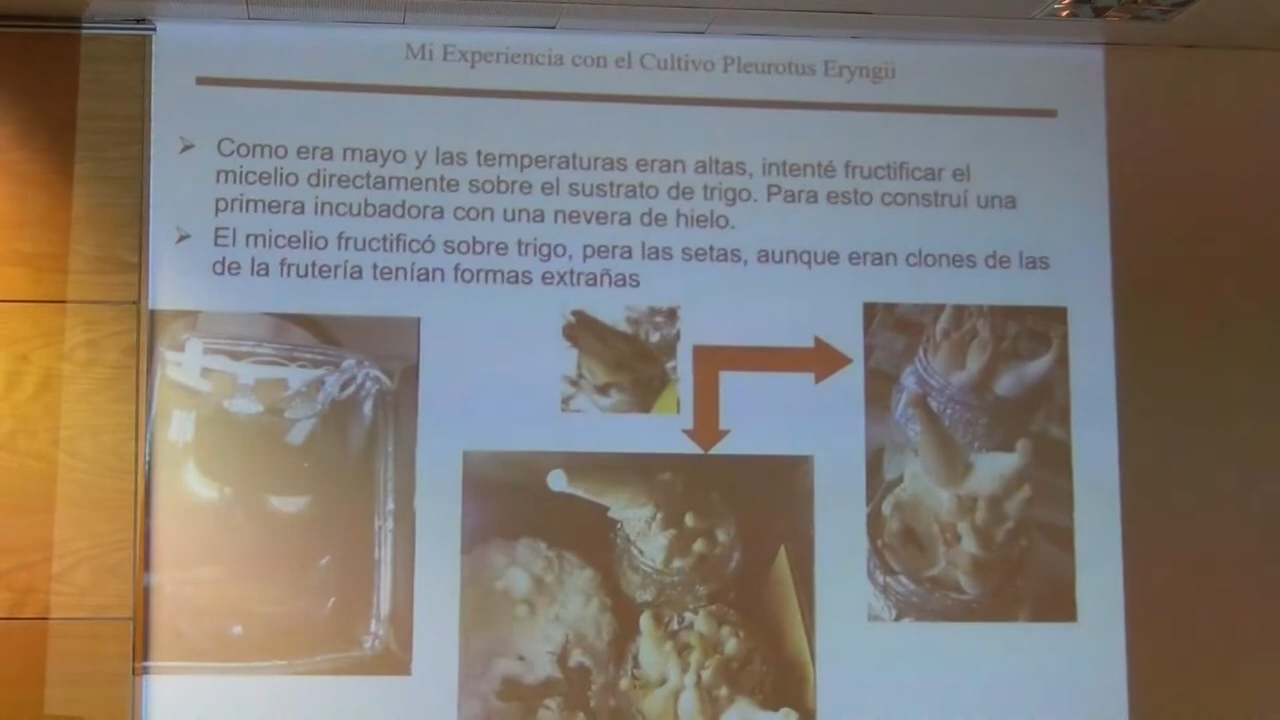 Mi Experiencia con el Cultivo Pleurotus Eryngii
Como era mayo y las temperaturas eran altas, intenté fructificar el
micelio directamente sobre el sustrato de trigo. Para esto construí una
primera incubadora con una nevera de hielo.
El micelio fructificó sobre trigo, pera las setas, aunque eran clones de las
de la frutería tenían formas extrañas